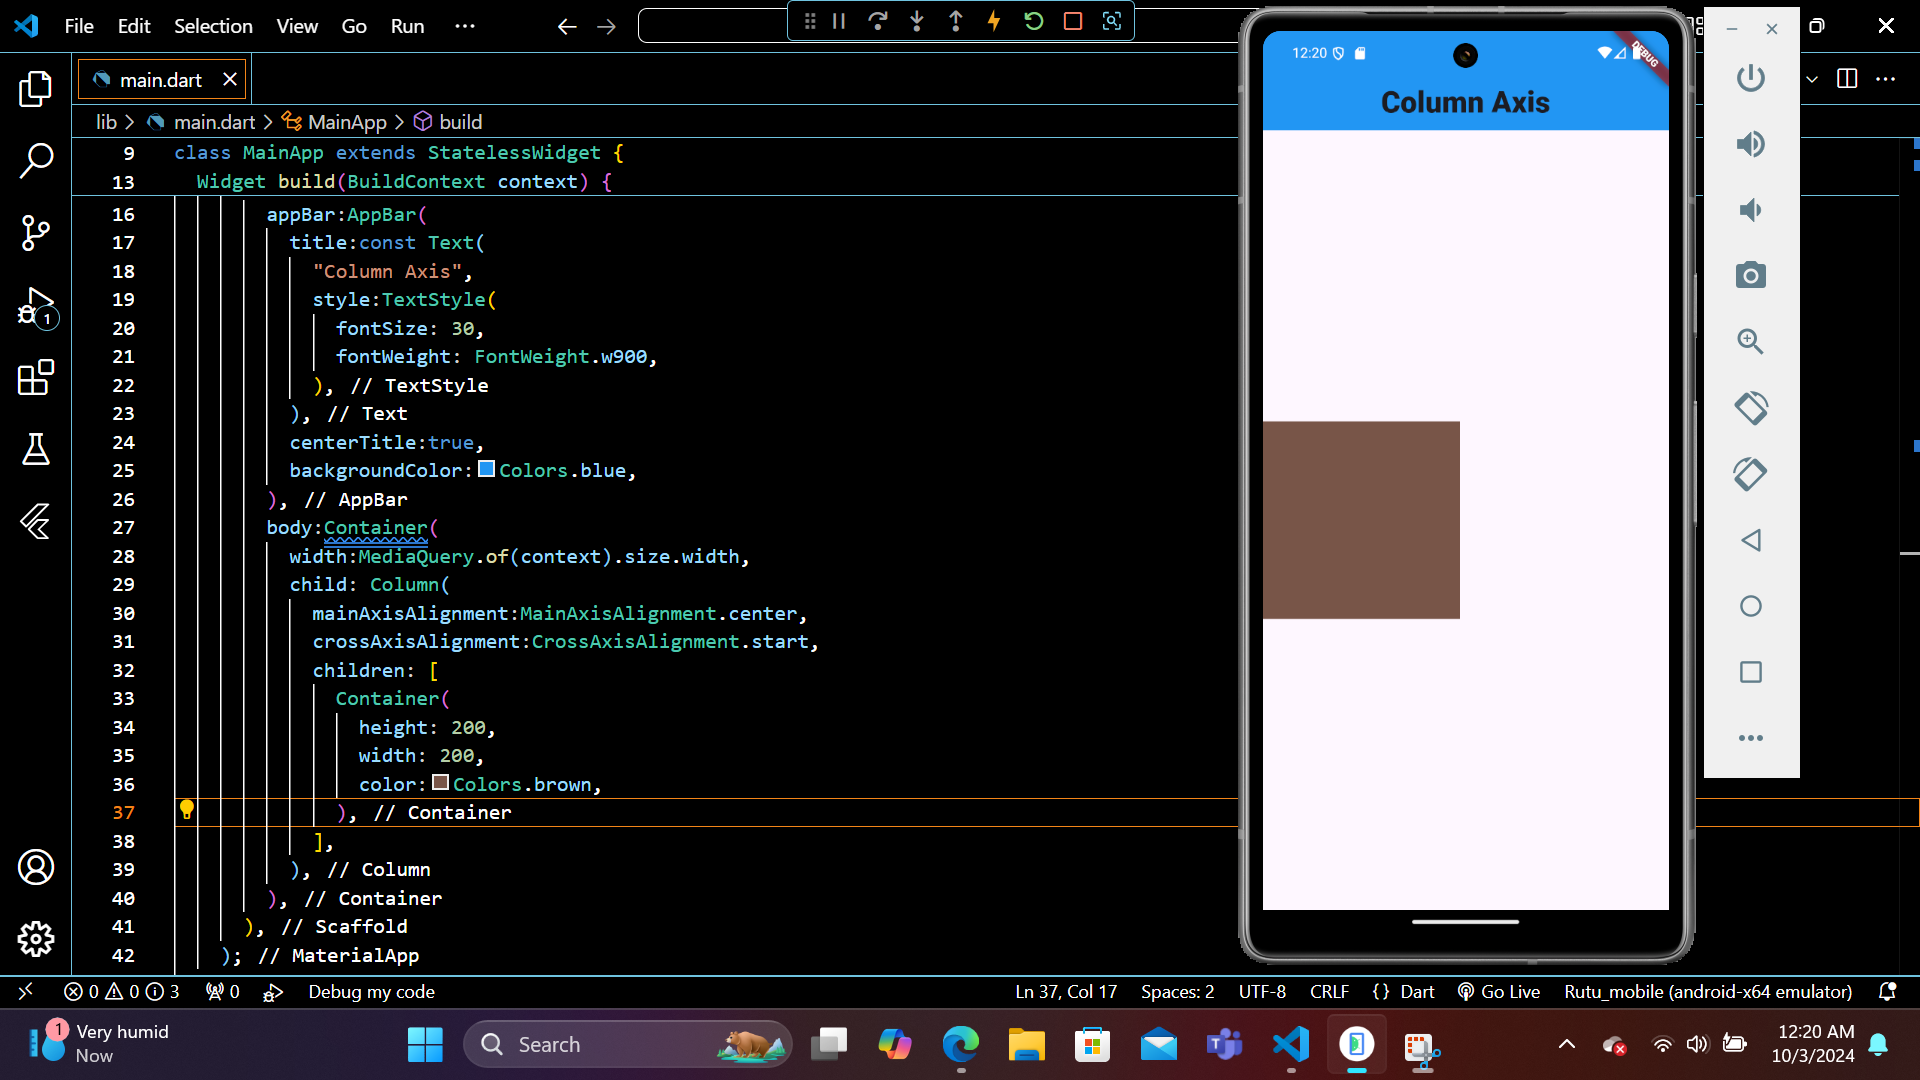 File Edit Selection View Go Run ···
main.dart
lib > main.dart > MainApp > build
9 class MainApp extends StatelessWidget {
13 Widget build(BuildContext context) {
16 appBar:AppBar(
17 title:const Text(
18 "Column Axis",
19 style:TextStyle(
20 fontSize: 30,
21 fontWeight: FontWeight.w900,
22 ), // TextStyle
23 ), // Text
24 centerTitle:true,
25 backgroundColor:Colors.blue,
26 ), // AppBar
27 body:Container(
28 width:MediaQuery.of(context).size.width,
29 child: Column(
30 mainAxisAlignment:MainAxisAlignment.center,
31 crossAxisAlignment:CrossAxisAlignment.start,
32 children: [
33 Container(
34 height: 200,
35 width: 200,
36 color:Colors.brown,
37 ), // Container
38 ],
39 ), // Column
40 ), // Container
41 ), // Scaffold
42 ); // MaterialApp
1
12:20
DEBUG
Column Axis
0 0 3 0 Debug my code Ln 37, Col 17 Spaces: 2 UTF-8 CRLF {} Dart Go Live Rutu_mobile (android-x64 emulator)
1
Very humid
Now
Search
12:20 AM
10/3/2024